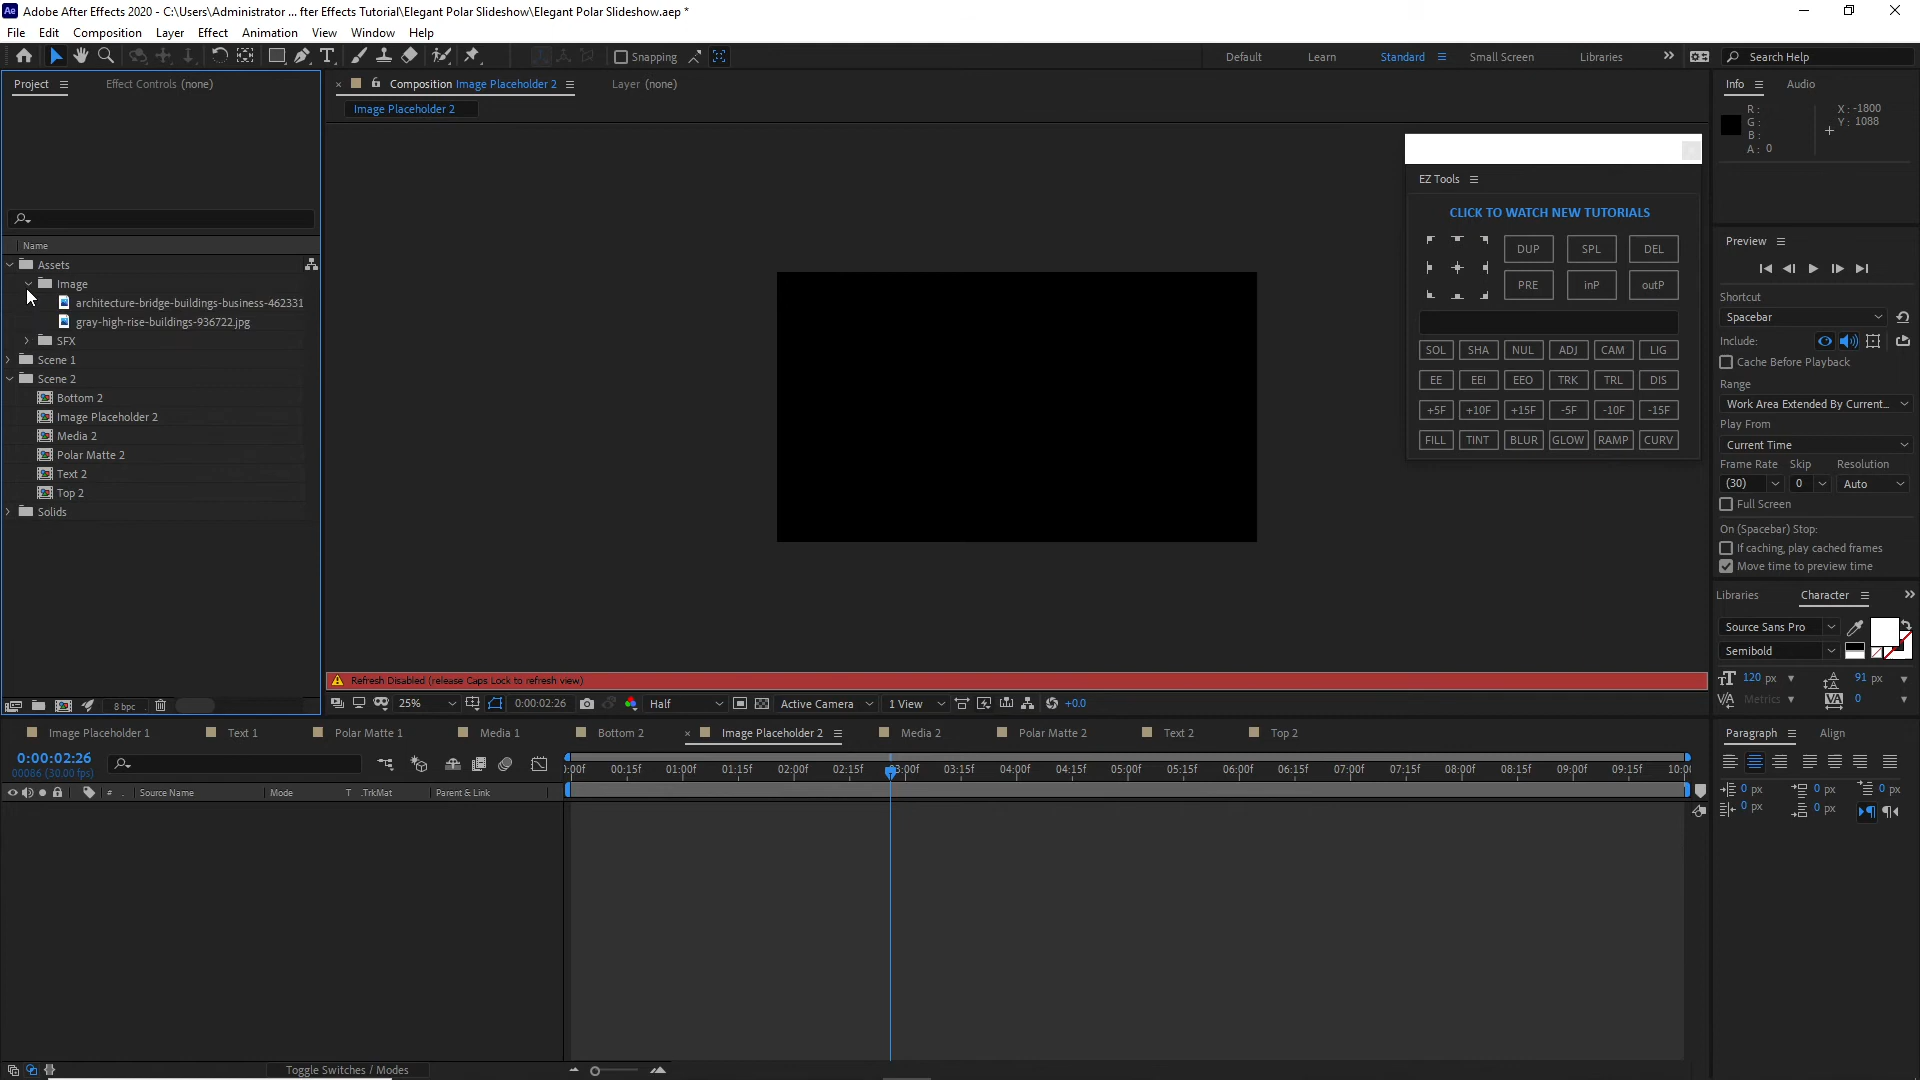 Adobe After Effects 2020 - C:\Users\Administrator ... fter Effects Tutorial\Elegant Polar Slideshow\Elegant Polar Slideshow.aep *
File Edit Composition Layer Effect Animation View Window Help
Snapping
Default Learn Standard Small Screen Libraries Search Help
Project Effect Controls (none)
Composition Image Placeholder 2 Layer (none)
Image Placeholder 2
Name
Assets
Image
architecture-bridge-buildings-business-462331
gray-high-rise-buildings-936722.jpg
SFX
Scene 1
Scene 2
Bottom 2
Image Placeholder 2
Media 2
Polar Matte 2
Text 2
Top 2
Solids
8 bpc
EZ Tools
CLICK TO WATCH NEW TUTORIALS
DUP SPL DEL
PRE inP outP
SOL SHA NUL ADJ CAM LIG
EE EEI EEO TRK TRL DIS
+5F +10F +15F -5F -10F -15F
FILL TINT BLUR GLOW RAMP CURV
Refresh Disabled (release Caps Lock to refresh view)
25% 0:00:02:26 Half Active Camera 1 View +0.0
Info Audio
R :
G :
B :
A : 0
X : -1800
Y : 1088
Preview
Shortcut
Spacebar
Include:
Cache Before Playback
Range
Work Area Extended By Current...
Play From
Current Time
Frame Rate Skip Resolution
(30) 0 Auto
Full Screen
On (Spacebar) Stop:
If caching, play cached frames
Move time to preview time
Libraries Character
Source Sans Pro
Semibold
120 px 91 px
Metrics 0
Paragraph Align
0 px 0 px 0 px
0 px 0 px
Image Placeholder 1 Text 1 Polar Matte 1 Media 1 Bottom 2 Image Placeholder 2 Media 2 Polar Matte 2 Text 2 Top 2
0:00:02:26
00086 (30.00 fps)
:00f 00:15f 01:00f 01:15f 02:00f 02:15f 03:00f 03:15f 04:00f 04:15f 05:00f 05:15f 06:00f 06:15f 07:00f 07:15f 08:00f 08:15f 09:00f 09:15f 10:00
# Source Name Mode T .TrkMat Parent & Link
Toggle Switches / Modes